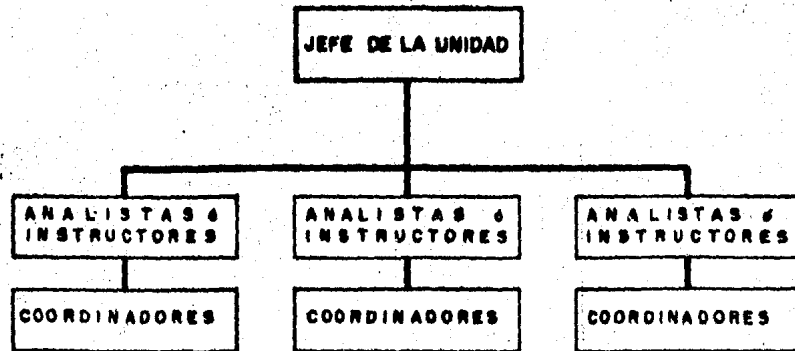 JEFE DE LA UNIDAD
ANALISTAS ó
INSTRUCTORES
ANALISTAS ó
INSTRUCTORES
ANALISTAS ó
INSTRUCTORES
COORDINADORES
COORDINADORES
COORDINADORES